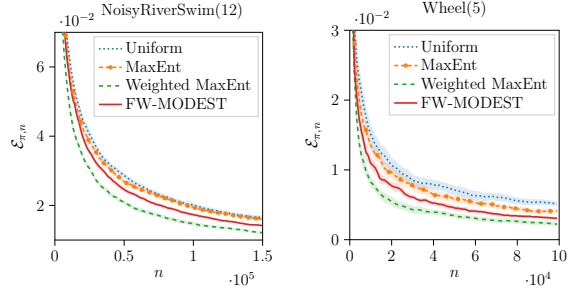 NoisyRiverSwim(12)
·10⁻²
6
4
2
ℰπ,n
Uniform
MaxEnt
Weighted MaxEnt
FW-MODEST
0.5 1.0 1.5
n
·10⁵
Wheel(5)
·10⁻²
3
2
1
0
ℰπ,n
Uniform
MaxEnt
Weighted MaxEnt
FW-MODEST
0 2 4 6 8 10
n
·10⁴